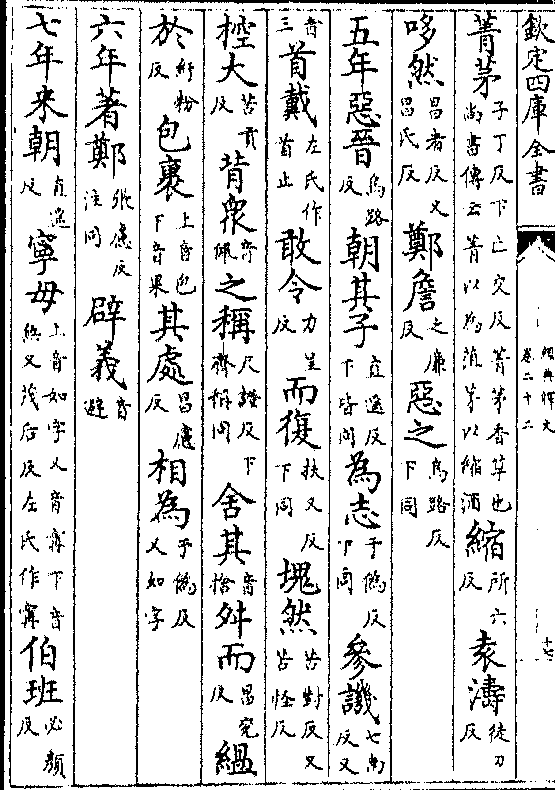 欽定四庫全書
經典釋文 卷二十二
菁茅子丁反下亡交反菁茅香草也尚書傳云菁以為菹茅以縮酒縮所六反袁濤徒刀反
哆然昌者反又昌氏反鄭詹之廉反惡之烏路反下同
五年惡晉烏路反朝其子直遙反下皆同為志于偽反下同參譏七南反又
音三首戴左氏作首止敢令力呈反而復扶又反下同塊然苦對反又苦怪反
控大苦貢反背衆音佩之稱尺證反下齊稱同舍其音捨舛而昌兖反緼
於紆粉反包裹上音包下音果其處昌慮反相為于偽反又如字
六年著鄭張慮反注同辟義音避
七年來朝直遙反寧毋上音如字又音甯下音無又茂后反左氏作甯伯班必顏反